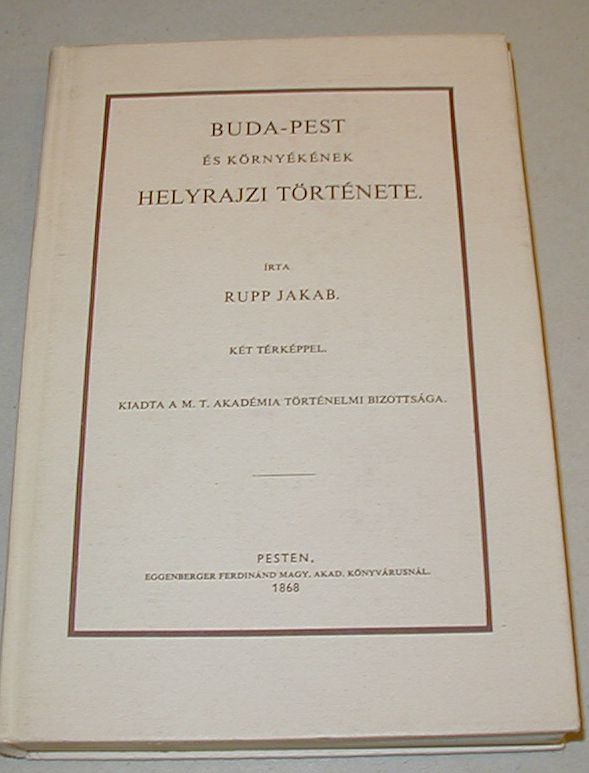 BUDA-PEST
ÉS KÖRNYÉKÉNEK
HELYRAJZI TÖRTÉNETE.
ÍRTA
RUPP JAKAB.
KÉT TÉRKÉPPEL.
KIADTA A M. T. AKADÉMIA TÖRTÉNELMI BIZOTTSÁGA.
PESTEN,
EGGENBERGER FERDINÁND MAGY. AKAD. KÖNYVÁRUSNÁL.
1868